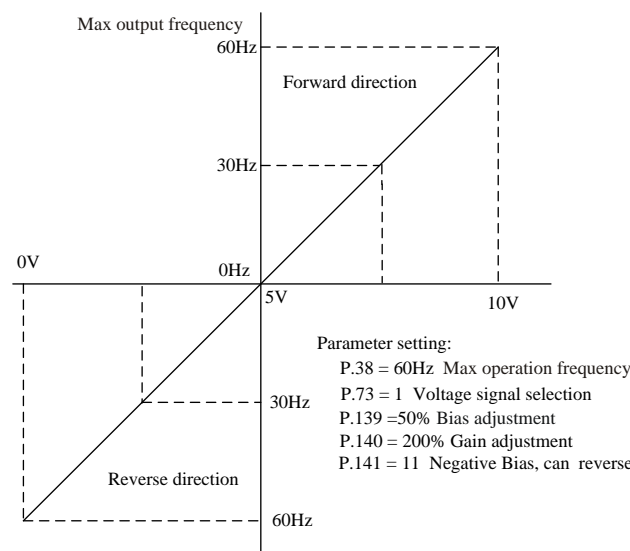 Max output frequency
60Hz
Forward direction
30Hz
0V
0Hz
5V
10V
Parameter setting:
P.38 = 60Hz Max operation frequency
P.73 = 1 Voltage signal selection
30Hz
P.139 =50% Bias adjustment
P.140 = 200% Gain adjustment
P.141 = 11 Negative Bias, can reverse
Reverse direction
60Hz